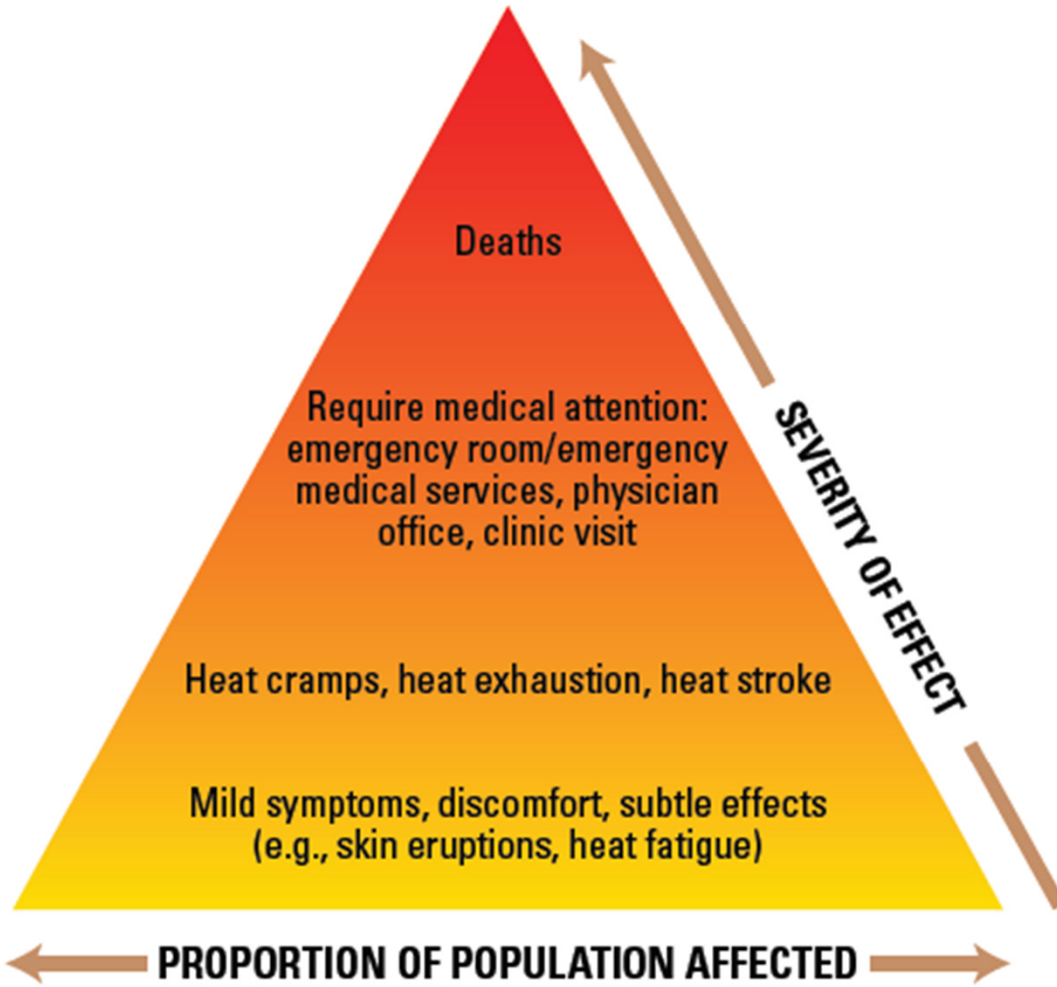 Deaths
Require medical attention:
emergency room/emergency
medical services, physician
office, clinic visit
Heat cramps, heat exhaustion, heat stroke
Mild symptoms, discomfort, subtle effects
(e.g., skin eruptions, heat fatigue)
SEVERITY OF EFFECT
PROPORTION OF POPULATION AFFECTED